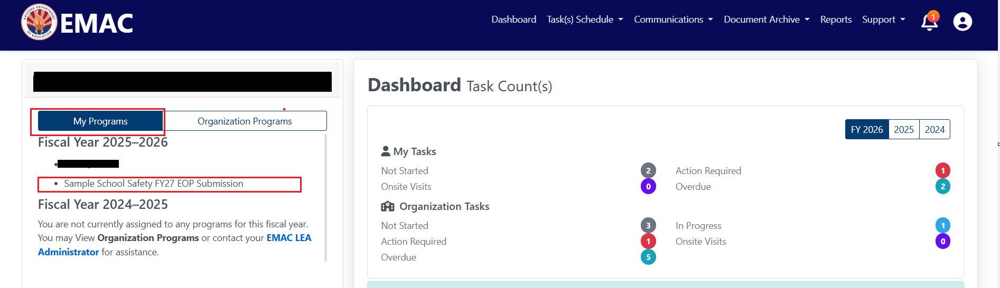 ARIZONA DEPARTMENT
OF EDUCATION
EMAC
Dashboard Task(s) Schedule Communications Document Archive Reports Support 1
My Programs Organization Programs
Fiscal Year 2025–2026
Sample School Safety FY27 EOP Submission
Fiscal Year 2024–2025
You are not currently assigned to any programs for this fiscal year.
You may View Organization Programs or contact your EMAC LEA
Administrator for assistance.
Dashboard Task Count(s)
FY 2026 2025 2024
My Tasks
Not Started 2 Action Required 1
Onsite Visits 0 Overdue 2
Organization Tasks
Not Started 3 In Progress 1
Action Required 1 Onsite Visits 0
Overdue 5